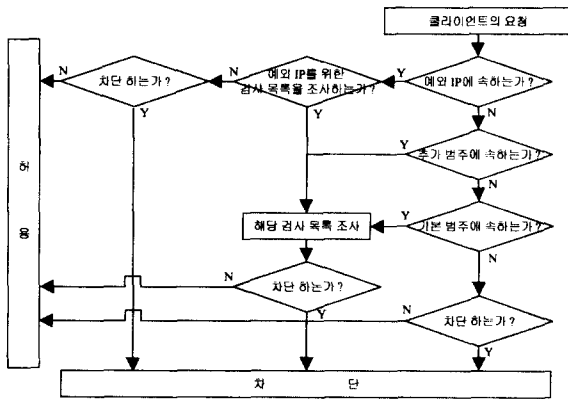 클라이언트의 요청
예외 IP에 속하는가?
Y
N
예외 IP를 위한
검사 목록을 조사하는가?
N
Y
차단 하는가?
N
Y
추가 범주에 속하는가?
Y
N
기본 범주에 속하는가?
Y
N
해당 검사 목록 조사
차단 하는가?
N
Y
차단 하는가?
N
Y
허
용
차 단